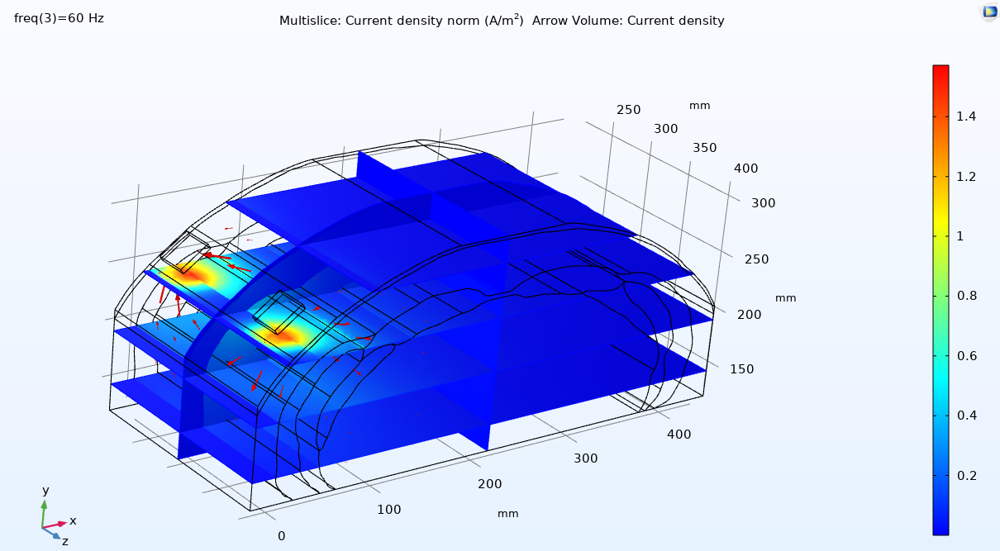 freq(3)=60 Hz
Multislice: Current density norm (A/m²)  Arrow Volume: Current density
250
mm
300
350
400
300
250
mm
200
150
400
300
200
100
mm
0
1.4
1.2
1
0.8
0.6
0.4
0.2
y
x
z